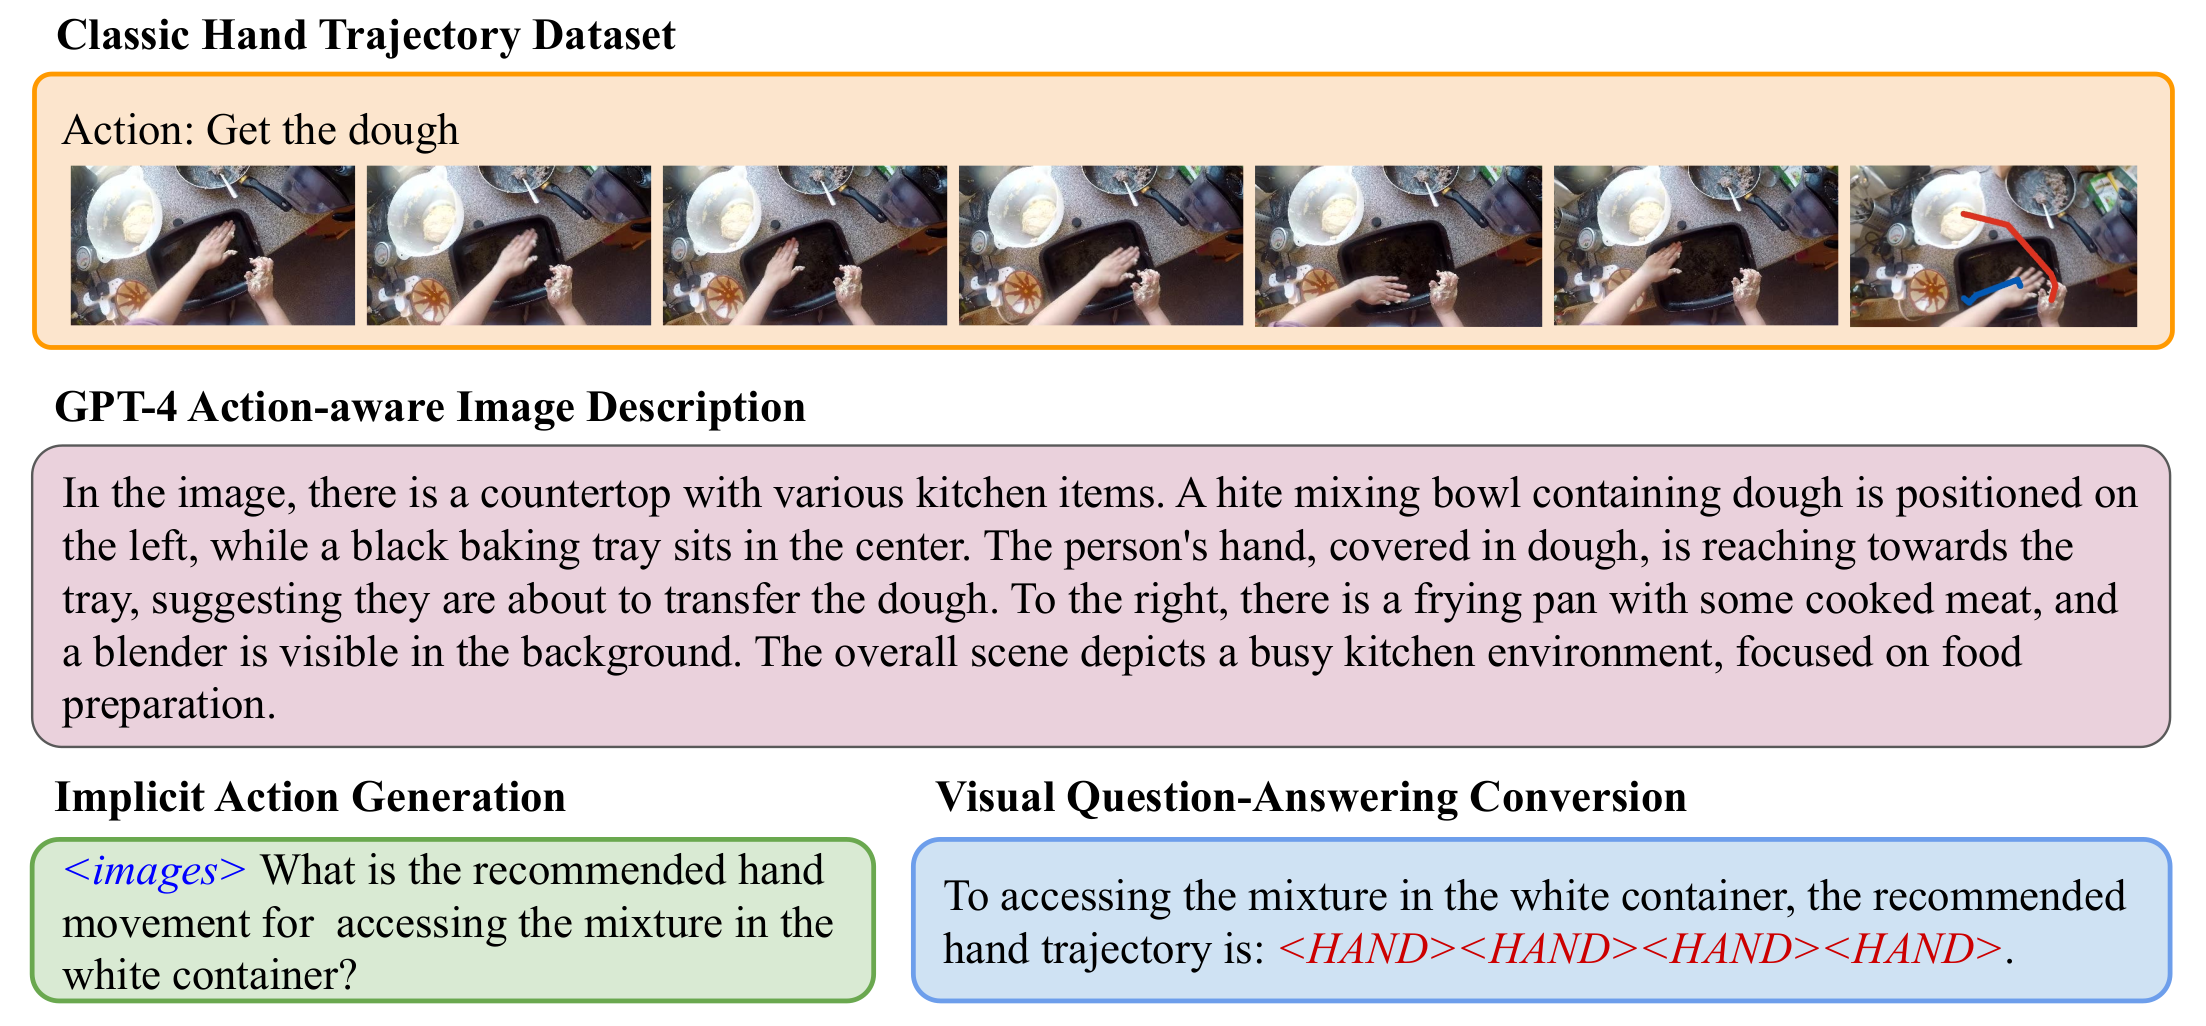 Classic Hand Trajectory Dataset
Action: Get the dough
GPT-4 Action-aware Image Description
In the image, there is a countertop with various kitchen items. A hite mixing bowl containing dough is positioned on
the left, while a black baking tray sits in the center. The person's hand, covered in dough, is reaching towards the
tray, suggesting they are about to transfer the dough. To the right, there is a frying pan with some cooked meat, and
a blender is visible in the background. The overall scene depicts a busy kitchen environment, focused on food
preparation.
Implicit Action Generation
<images> What is the recommended hand
movement for accessing the mixture in the
white container?
Visual Question-Answering Conversion
To accessing the mixture in the white container, the recommended
hand trajectory is: <HAND><HAND><HAND><HAND>.